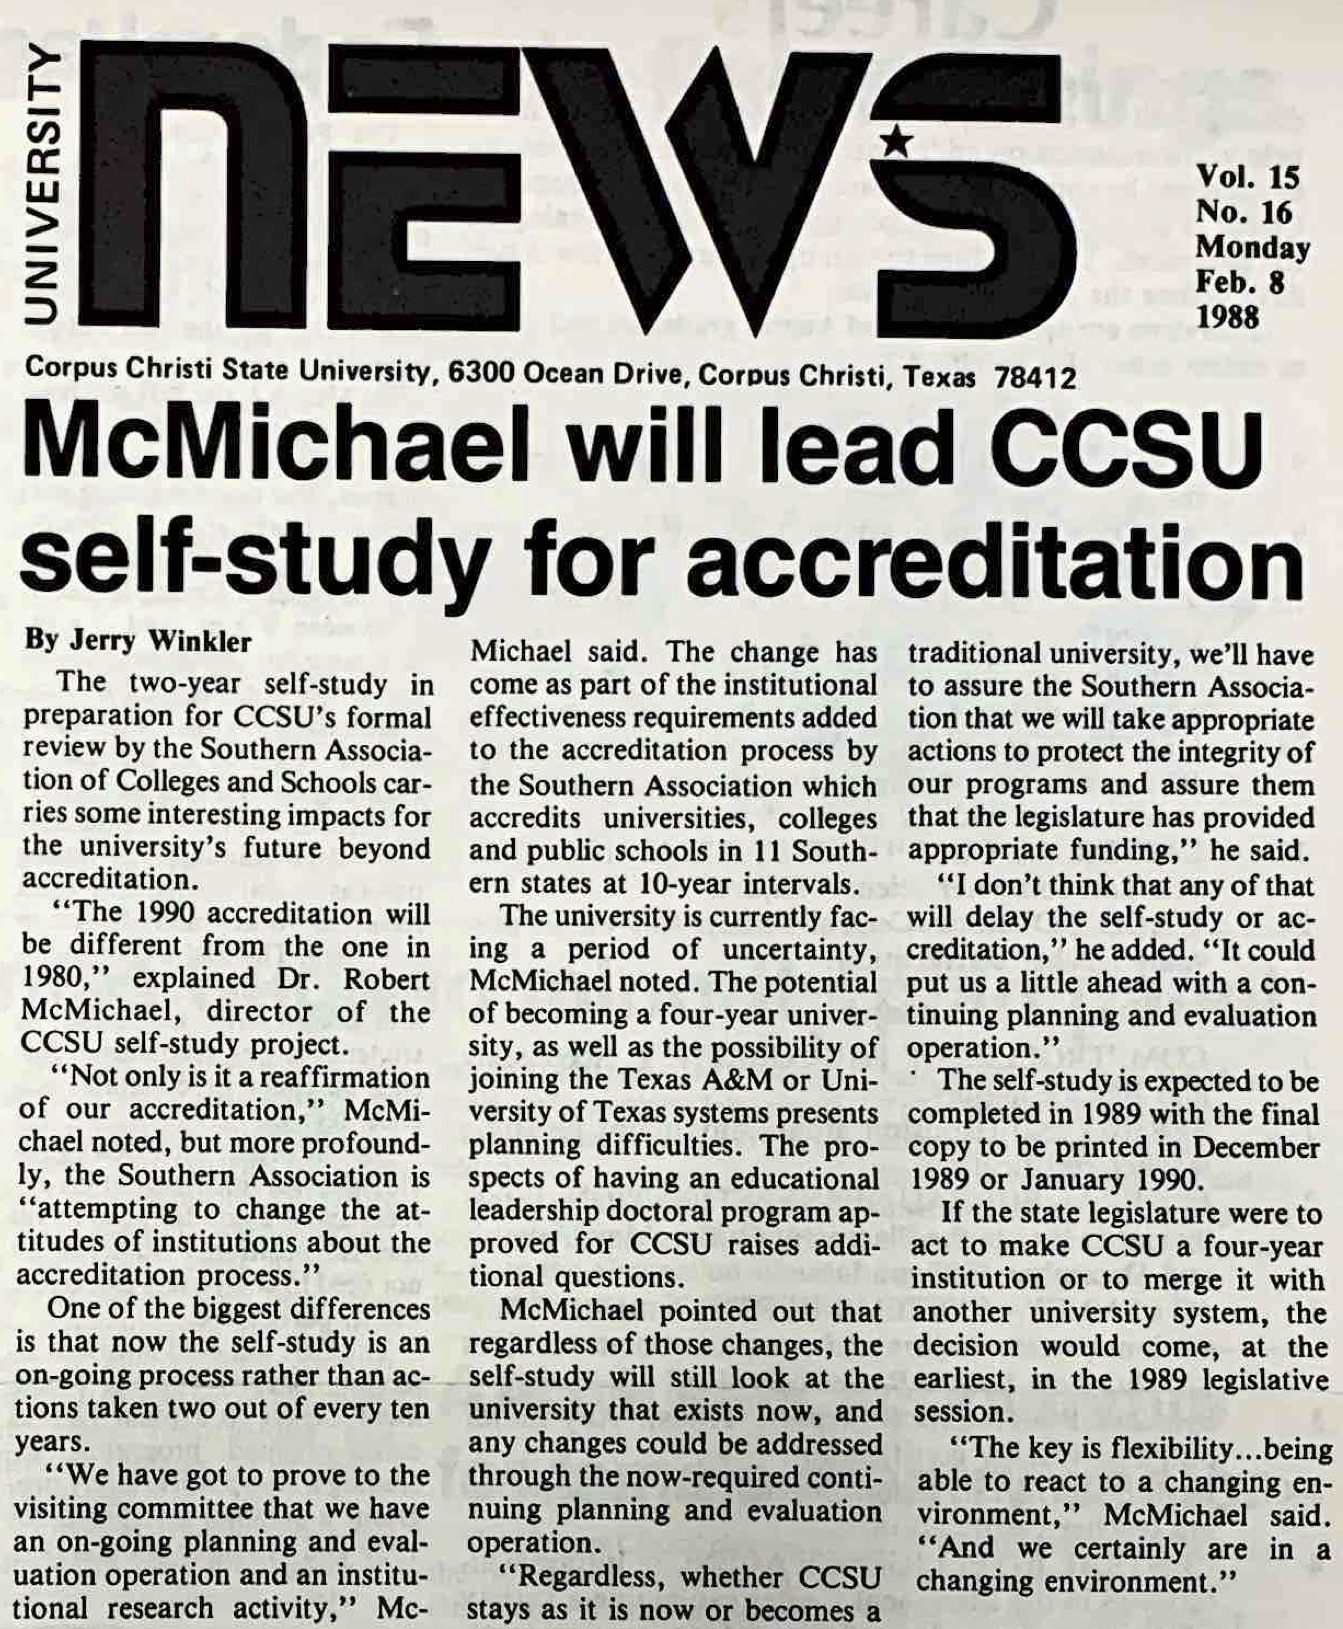 UNIVERSITY
NEWS
Vol. 15
No. 16
Monday
Feb. 8
1988
Corpus Christi State University, 6300 Ocean Drive, Corpus Christi, Texas 78412
McMichael will lead CCSU
self-study for accreditation
By Jerry Winkler
The two-year self-study in
preparation for CCSU's formal
review by the Southern Associa-
tion of Colleges and Schools car-
ries some interesting impacts for
the university's future beyond
accreditation.
"The 1990 accreditation will
be different from the one in
1980," explained Dr. Robert
McMichael, director of the
CCSU self-study project.
"Not only is it a reaffirmation
of our accreditation," McMi-
chael noted, but more profound-
ly, the Southern Association is
"attempting to change the at-
titudes of institutions about the
accreditation process."
One of the biggest differences
is that now the self-study is an
on-going process rather than ac-
tions taken two out of every ten
years.
"We have got to prove to the
visiting committee that we have
an on-going planning and eval-
uation operation and an institu-
tional research activity," Mc-
Michael said. The change has
come as part of the institutional
effectiveness requirements added
to the accreditation process by
the Southern Association which
accredits universities, colleges
and public schools in 11 South-
ern states at 10-year intervals.
The university is currently fac-
ing a period of uncertainty,
McMichael noted. The potential
of becoming a four-year univer-
sity, as well as the possibility of
joining the Texas A&M or Uni-
versity of Texas systems presents
planning difficulties. The pro-
spects of having an educational
leadership doctoral program ap-
proved for CCSU raises addi-
tional questions.
McMichael pointed out that
regardless of those changes, the
self-study will still look at the
university that exists now, and
any changes could be addressed
through the now-required conti-
nuing planning and evaluation
operation.
"Regardless, whether CCSU
stays as it is now or becomes a
traditional university, we'll have
to assure the Southern Associa-
tion that we will take appropriate
actions to protect the integrity of
our programs and assure them
that the legislature has provided
appropriate funding," he said.
"I don't think that any of that
will delay the self-study or ac-
creditation," he added. "It could
put us a little ahead with a con-
tinuing planning and evaluation
operation."
The self-study is expected to be
completed in 1989 with the final
copy to be printed in December
1989 or January 1990.
If the state legislature were to
act to make CCSU a four-year
institution or to merge it with
another university system, the
decision would come, at the
earliest, in the 1989 legislative
session.
"The key is flexibility...being
able to react to a changing en-
vironment," McMichael said.
"And we certainly are in a
changing environment."